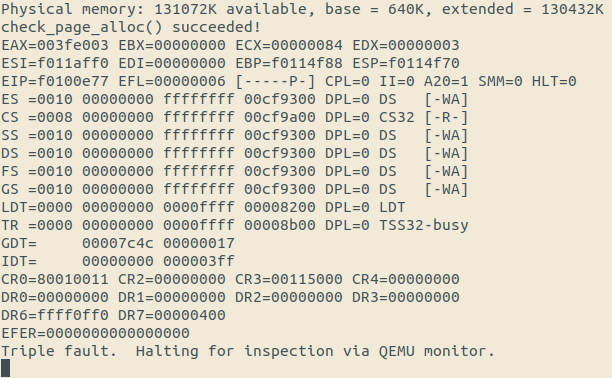 Physical memory: 131072K available, base = 640K, extended = 130432K
check_page_alloc() succeeded!
EAX=003fe003 EBX=00000000 ECX=00000084 EDX=00000003
ESI=f011aff0 EDI=00000000 EBP=f0114f88 ESP=f0114f70
EIP=f0100e77 EFL=00000006 [-----P-] CPL=0 II=0 A20=1 SMM=0 HLT=0
ES =0010 00000000 ffffffff 00cf9300 DPL=0 DS   [-WA]
CS =0008 00000000 ffffffff 00cf9a00 DPL=0 CS32 [-R-]
SS =0010 00000000 ffffffff 00cf9300 DPL=0 DS   [-WA]
DS =0010 00000000 ffffffff 00cf9300 DPL=0 DS   [-WA]
FS =0010 00000000 ffffffff 00cf9300 DPL=0 DS   [-WA]
GS =0010 00000000 ffffffff 00cf9300 DPL=0 DS   [-WA]
LDT=0000 00000000 0000ffff 00008200 DPL=0 LDT
TR =0000 00000000 0000ffff 00008b00 DPL=0 TSS32-busy
GDT=     00007c4c 00000017
IDT=     00000000 000003ff
CR0=80010011 CR2=00000000 CR3=00115000 CR4=00000000
DR0=00000000 DR1=00000000 DR2=00000000 DR3=00000000
DR6=ffff0ff0 DR7=00000400
EFER=0000000000000000
Triple fault.  Halting for inspection via QEMU monitor.